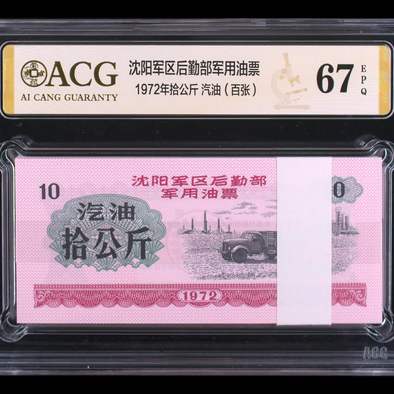 ACG
AI CANG GUARANTY
沈阳军区后勤部军用油票
1972年拾公斤 汽油（百张）
67
EPQ
沈阳军区后勤部
军用油票
10
0
汽油
拾公斤
1972
ACG